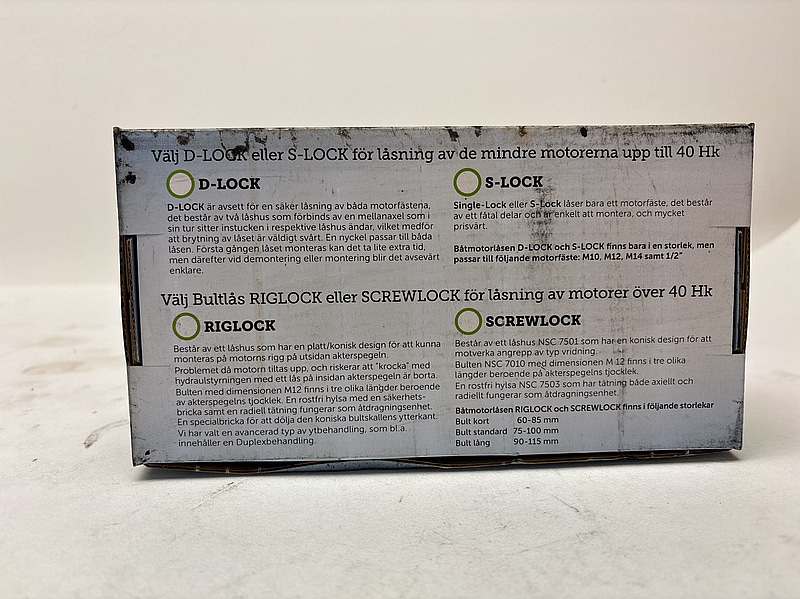 Välj D-LOCK eller S-LOCK för låsning av de mindre motorerna upp till 40 Hk
D-LOCK
D-LOCK är avsett för en säker låsning av båda motorfästena,
det består av två låshus som förbinds av en mellanaxel som i
sin tur sitter instucken i respektive låshus ändar, vilket medför
att brytning av låset är väldigt svårt. En nyckel passar till båda
låsen. Första gången låset monteras kan det ta lite extra tid,
men därefter vid demontering eller montering blir det avsevärt
enklare.
S-LOCK
Single-Lock eller S-Lock låser bara ett motorfäste, det består
av ett fåtal delar och är enkelt att montera, och mycket
prisvärt.
Båtmotorlåsen D-LOCK och S-LOCK finns bara i en storlek, men
passar till följande motorfäste: M10, M12, M14 samt 1/2”
Välj Bultlås RIGLOCK eller SCREWLOCK för låsning av motorer över 40 Hk
RIGLOCK
Består av ett låshus som har en platt/konisk design för att kunna
monteras på motorns rigg på utsidan akterspegeln.
Problemet då motorn tiltas upp, och riskerar att ”krocka” med
hydraulstyrningen med ett lås på insidan akterspegeln är borta.
Bulten med dimensionen M12 finns i tre olika längder beroende
av akterspegelns tjocklek. En rostfri hylsa med en säkerhets-
bricka samt en radiell tätning fungerar som åtdragningsenhet.
En specialbricka för att dölja den koniska bultskallens ytterkant.
Vi har valt en avancerad typ av ytbehandling, som bl.a.
innehåller en Duplexbehandling.
SCREWLOCK
Består av ett låshus NSC 7501 som har en konisk design för att
motverka angrepp av typ vridning.
Bulten NSC 7010 med dimensionen M 12 finns i tre olika
längder beroende på akterspegelns tjocklek.
En rostfri hylsa NSC 7503 som har tätning både axiellt och
radiellt fungerar som åtdragningsenhet.
Båtmotorlåsen RIGLOCK och SCREWLOCK finns i följande storlekar
Bult kort 60-85 mm
Bult standard 75-100 mm
Bult lång 90-115 mm